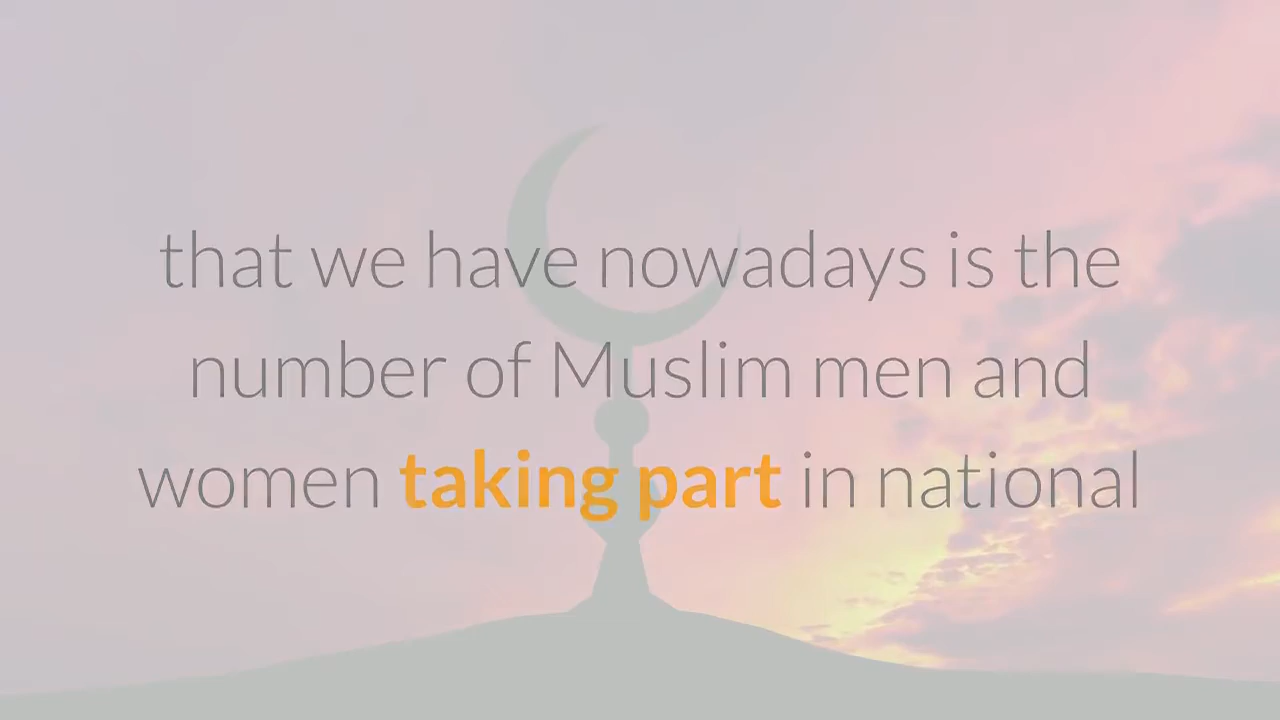 that we have nowadays is the
number of Muslim men and
women taking part in national